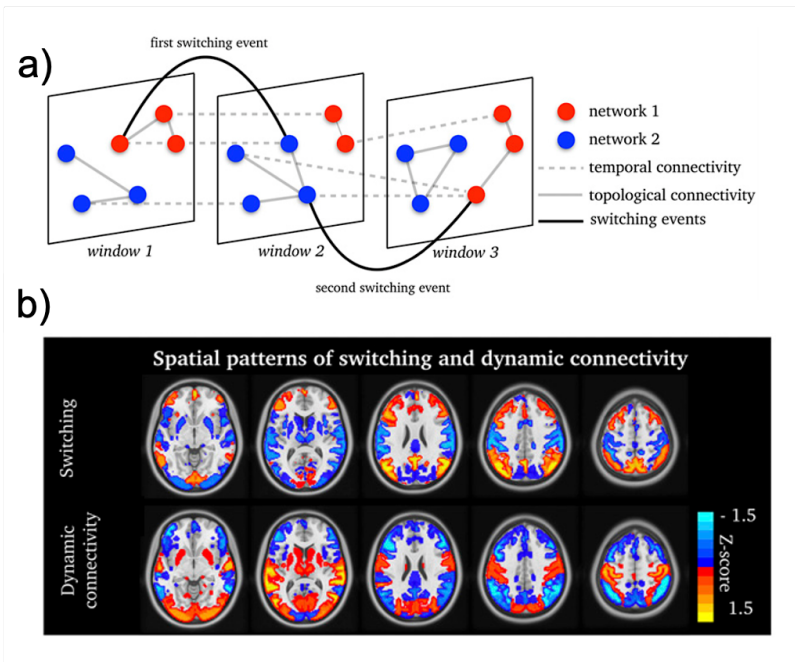 a)
first switching event
network 1
network 2
temporal connectivity
topological connectivity
switching events
window 1
window 2
window 3
second switching event
b)
Spatial patterns of switching and dynamic connectivity
Switching
Dynamic
connectivity
- 1.5
Z-score
1.5